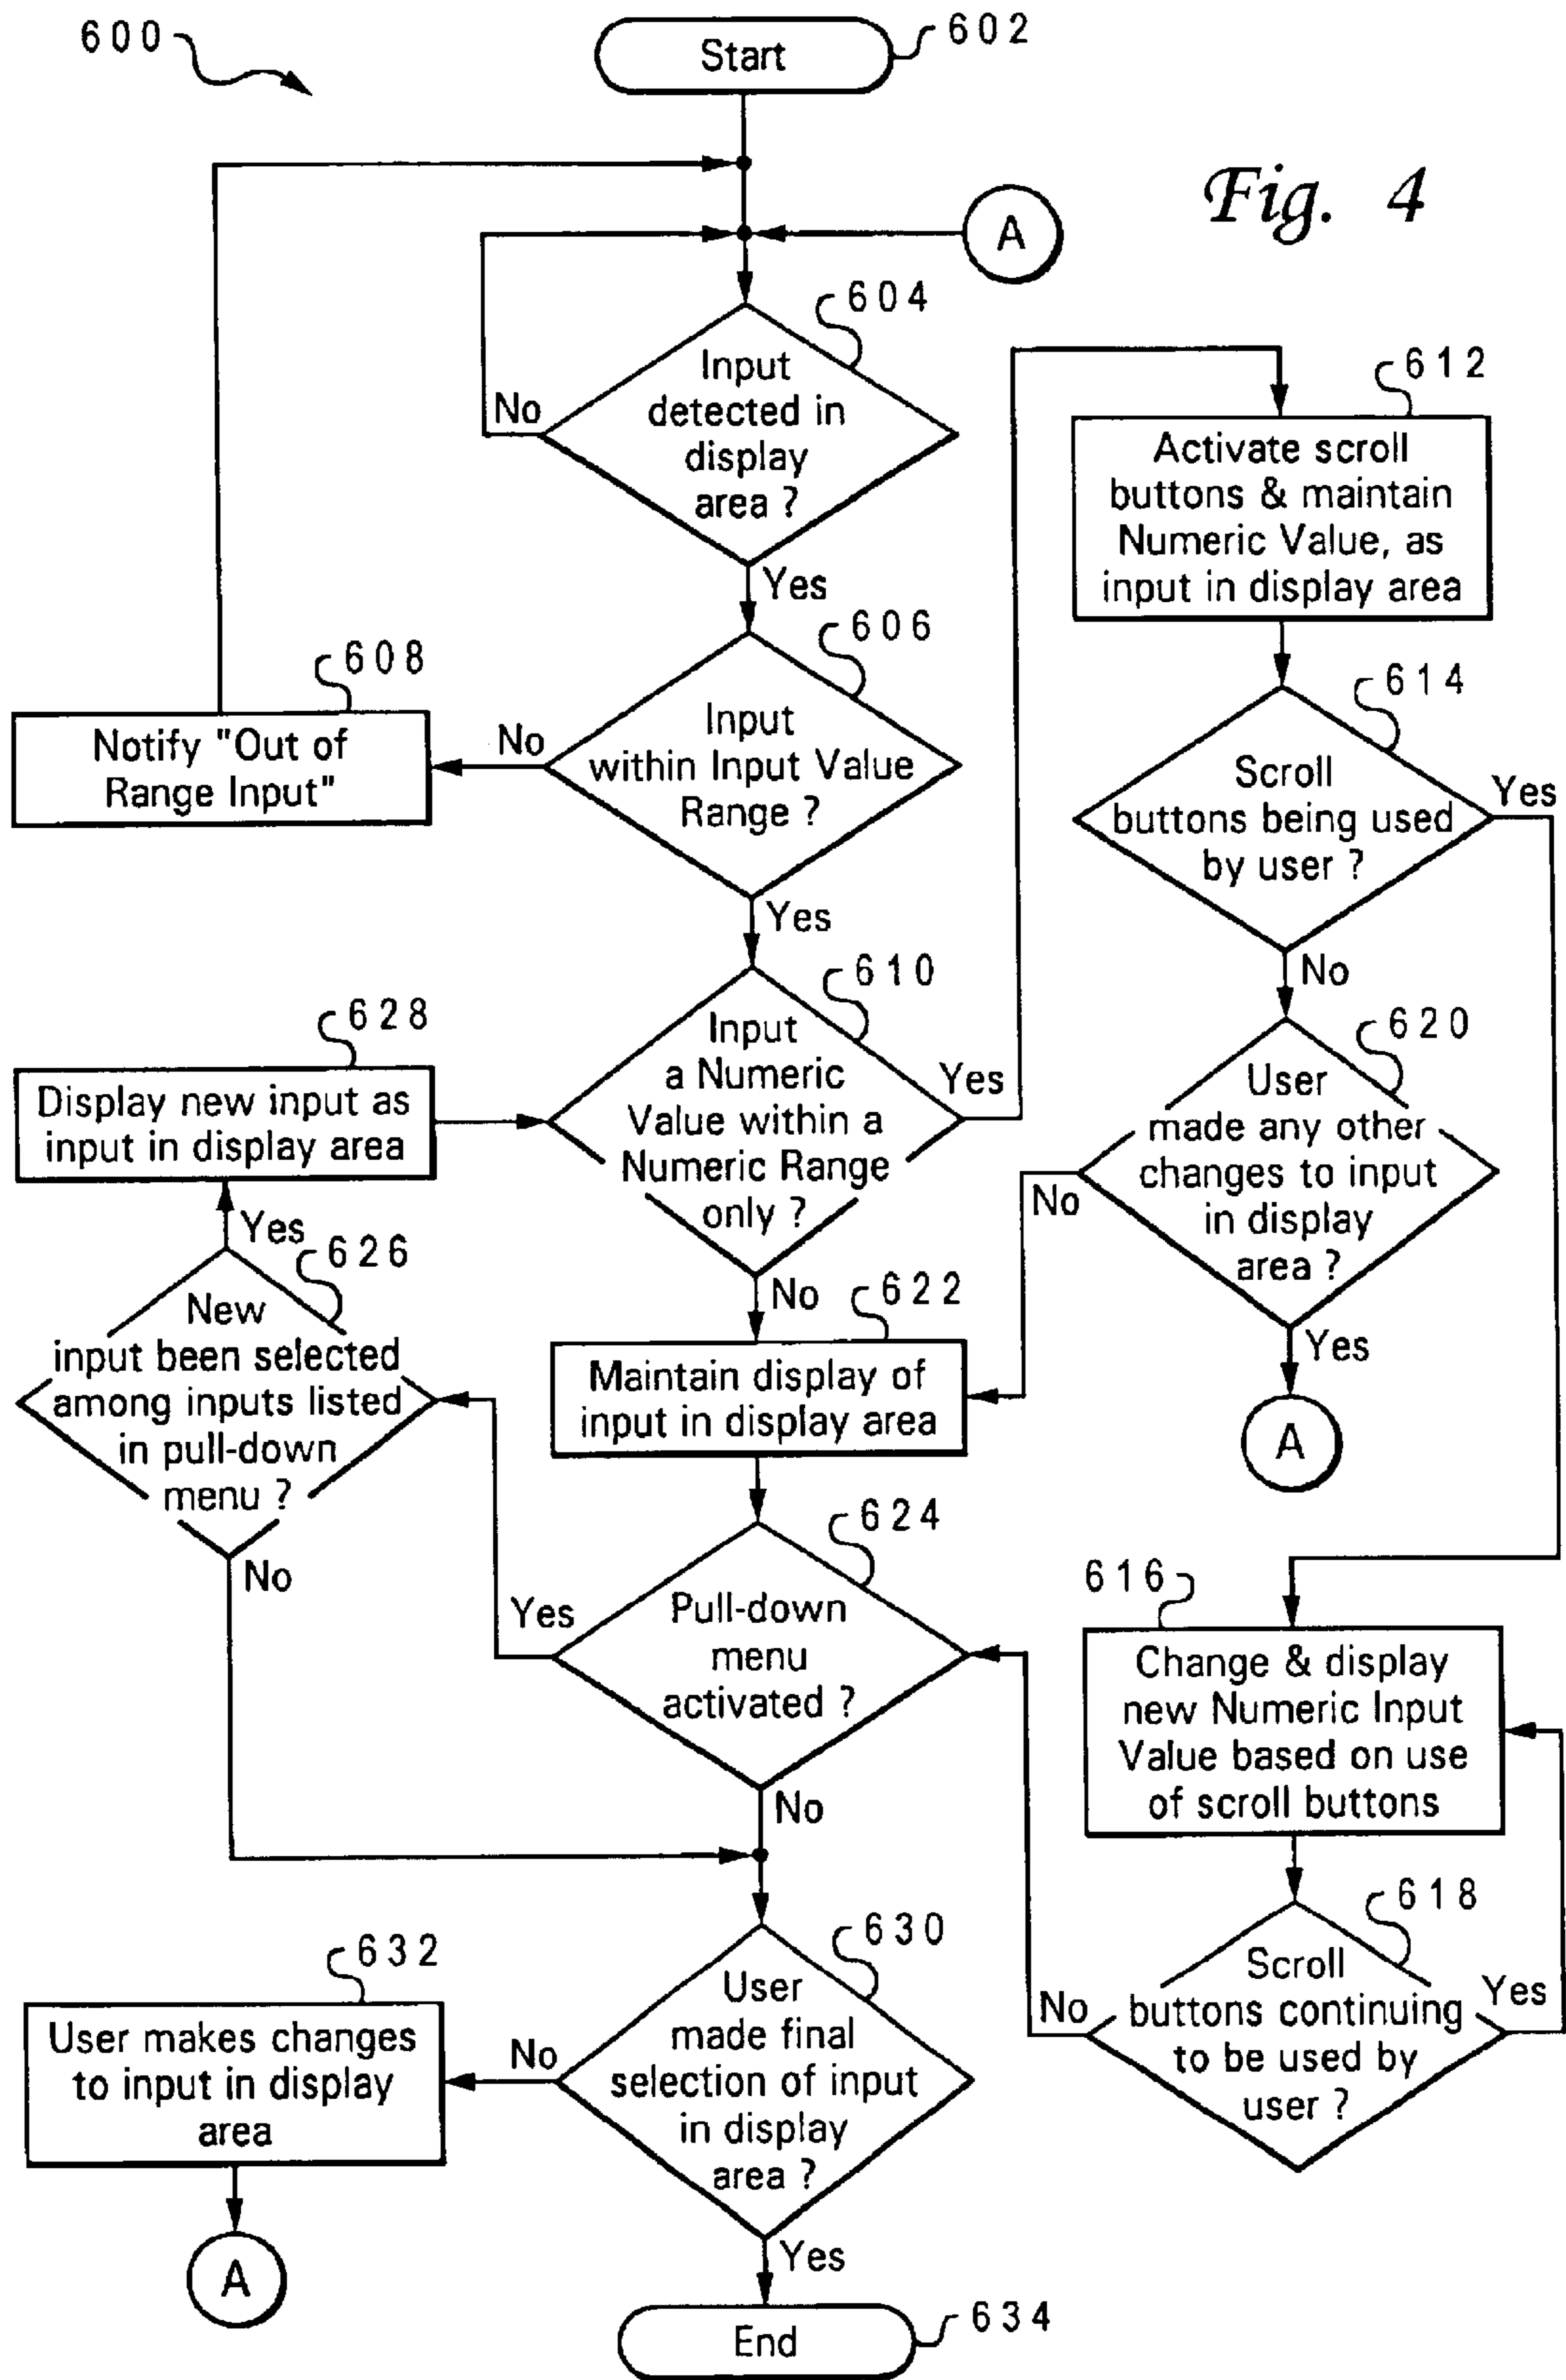 600
Start
602
Fig. 4
A
604
Input
detected in
display
area ?
No
Yes
612
Activate scroll
buttons & maintain
Numeric Value, as
input in display area
606
Input
within Input Value
Range ?
No
Yes
608
Notify "Out of
Range Input"
614
Scroll
buttons being used
by user ?
Yes
No
610
Input
a Numeric
Value within a
Numeric Range
only ?
Yes
No
628
Display new input as
input in display area
620
User
made any other
changes to input
in display
area ?
No
Yes
A
Yes
626
New
input been selected
among inputs listed
in pull-down
menu ?
No
622
Maintain display of
input in display area
624
Pull-down
menu
activated ?
Yes
No
616
Change & display
new Numeric Input
Value based on use
of scroll buttons
618
Scroll
buttons continuing
to be used by
user ?
No
Yes
630
User
made final
selection of input
in display
area ?
No
Yes
632
User makes changes
to input in display
area
A
End
634